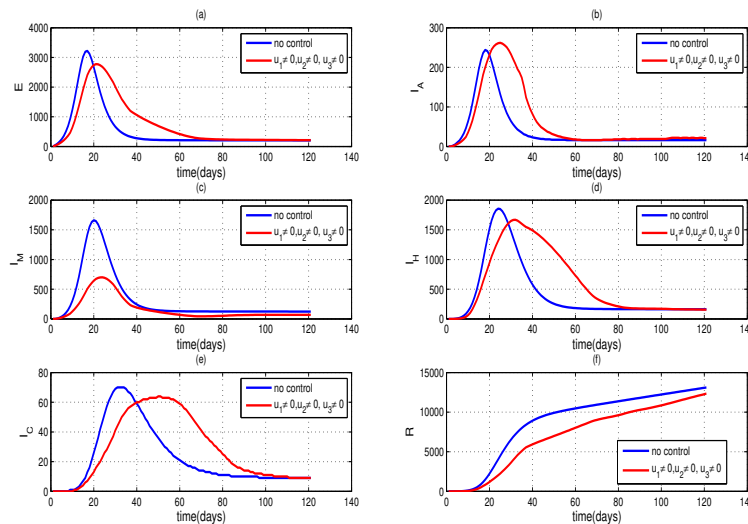 (a)
4000
3000
2000
1000
0
E
0 20 40 60 80 100 120 140
time(days)
no control
u1≠ 0,u2≠ 0, u3≠ 0
(b)
300
200
100
0
IA
0 20 40 60 80 100 120 140
time(days)
no control
u1≠ 0,u2≠ 0, u3≠ 0
(c)
2000
1500
1000
500
0
IM
0 20 40 60 80 100 120 140
time(days)
no control
u1≠ 0,u2≠ 0, u3≠ 0
(d)
2000
1500
1000
500
0
IH
0 20 40 60 80 100 120 140
time(days)
no control
u1≠ 0,u2≠ 0, u3≠ 0
(e)
80
60
40
20
0
IC
0 20 40 60 80 100 120 140
time(days)
no control
u1≠ 0,u2≠ 0, u3≠ 0
(f)
15000
10000
5000
0
R
0 20 40 60 80 100 120 140
time(days)
no control
u1≠ 0,u2≠ 0, u3≠ 0